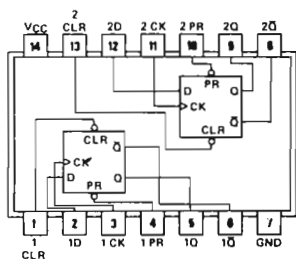 2
VCC CLR 2D 2 CK 2 PR 2Q 2Q̅
14 13 12 11 10 9 8
PR
D Q
CK
Q̅
CLR
CLR
Q̅
CK
D Q
PR
1 2 3 4 5 6 7
1 1D 1 CK 1 PR 1Q 1Q̅ GND
CLR